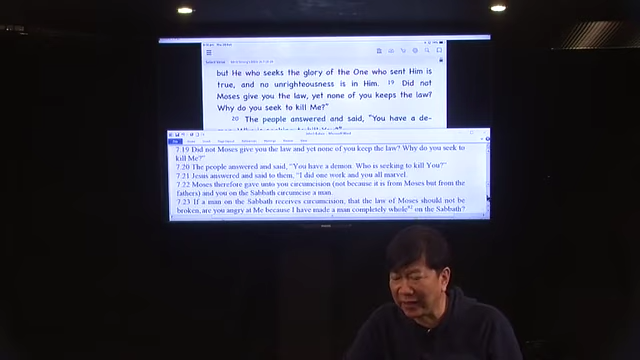 but He who seeks the glory of the One who sent Him is
true, and no unrighteousness is in Him. 19 Did not
Moses give you the law, yet none of you keeps the law?
Why do you seek to kill Me?"
20 The people answered and said, "You have a de-
7.19 Did not Moses give you the law and yet none of you keep the law? Why do you seek to
kill Me?"
7.20 The people answered and said, "You have a demon. Who is seeking to kill You?"
7.21 Jesus answered and said to them, "I did one work and you all marvel.
7.22 Moses therefore gave unto you circumcision (not because it is from Moses but from the
fathers) and you on the Sabbath circumcise a man.
7.23 If a man on the Sabbath receives circumcision, that the law of Moses should not be
broken, are you angry at Me because I have made a man completely whole on the Sabbath?